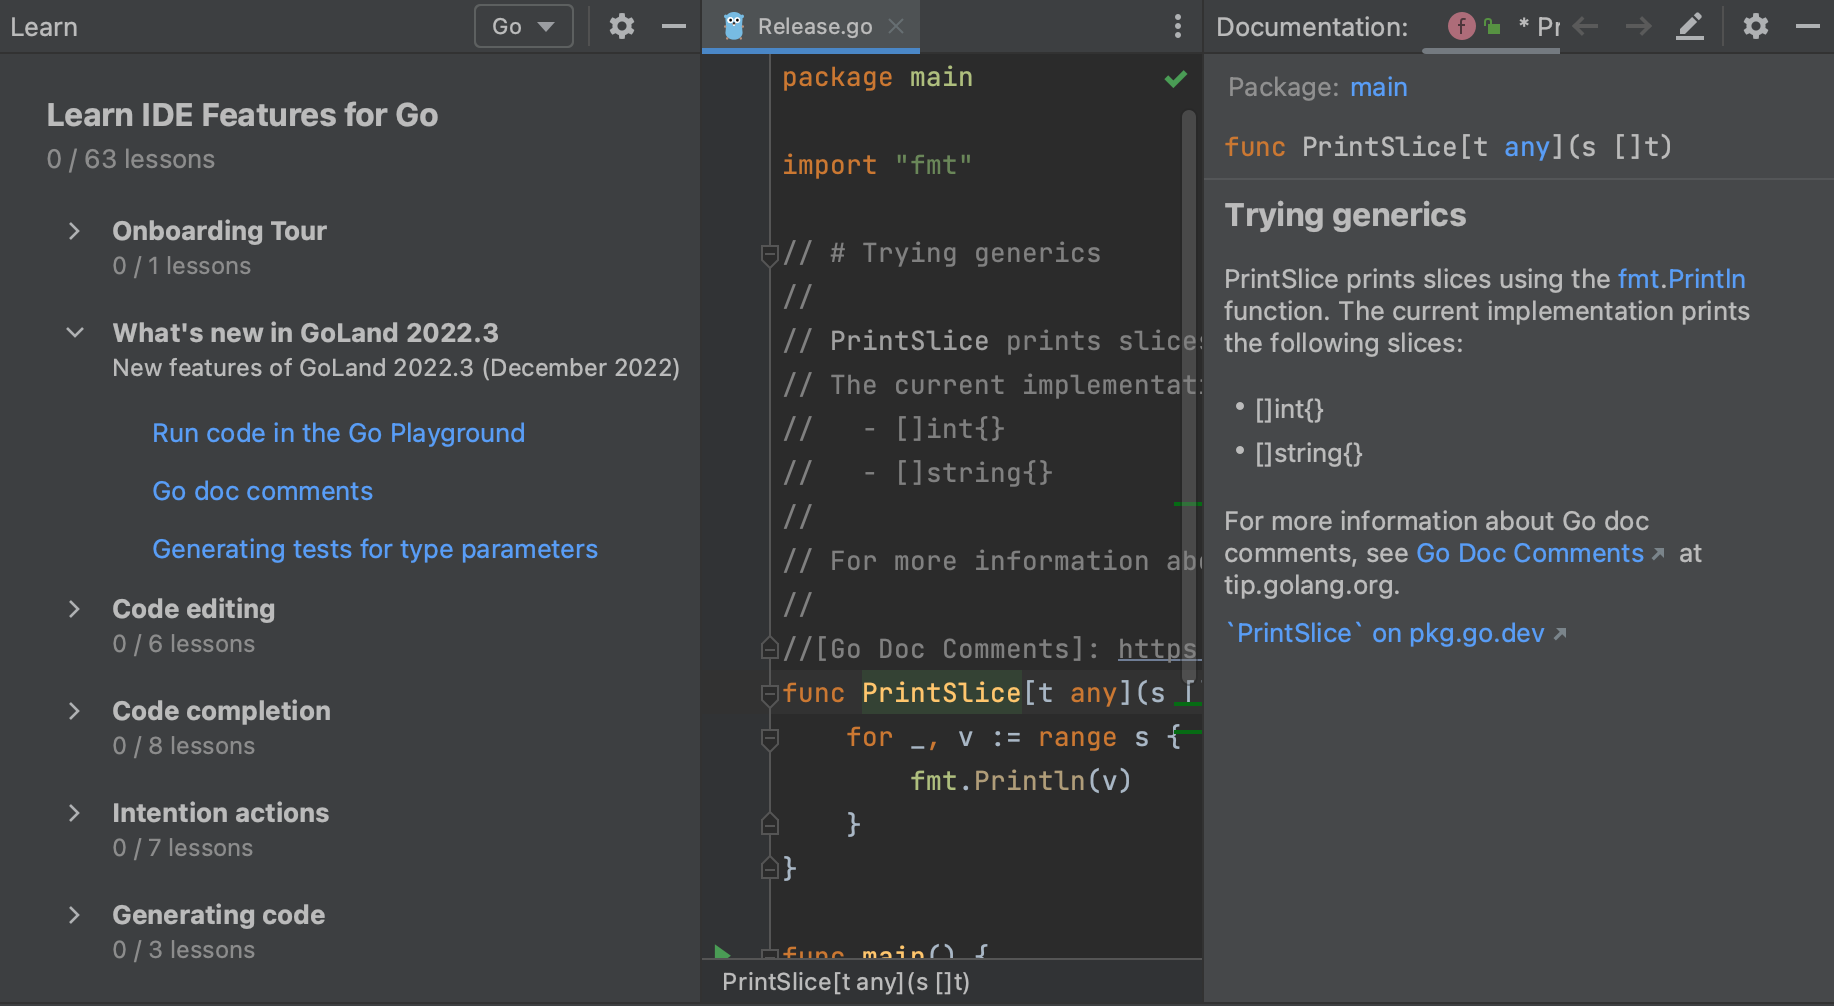 Learn
Go
Learn IDE Features for Go
0 / 63 lessons
Onboarding Tour
0 / 1 lessons
What's new in GoLand 2022.3
New features of GoLand 2022.3 (December 2022)
Run code in the Go Playground
Go doc comments
Generating tests for type parameters
Code editing
0 / 6 lessons
Code completion
0 / 8 lessons
Intention actions
0 / 7 lessons
Generating code
0 / 3 lessons
Release.go
package main
import "fmt"
// # Trying generics
//
// PrintSlice prints slices
// The current implementati
//   - []int{}
//   - []string{}
//
// For more information abo
//
//[Go Doc Comments]: https
func PrintSlice[t any](s [
for _, v := range s {
fmt.Println(v)
}
}
func main() {
PrintSlice[t any](s []t)
Documentation:
f
* Pr
Package: main
func PrintSlice[t any](s []t)
Trying generics
PrintSlice prints slices using the fmt.Println
function. The current implementation prints
the following slices:
• []int{}
• []string{}
For more information about Go doc
comments, see Go Doc Comments at
tip.golang.org.
`PrintSlice` on pkg.go.dev